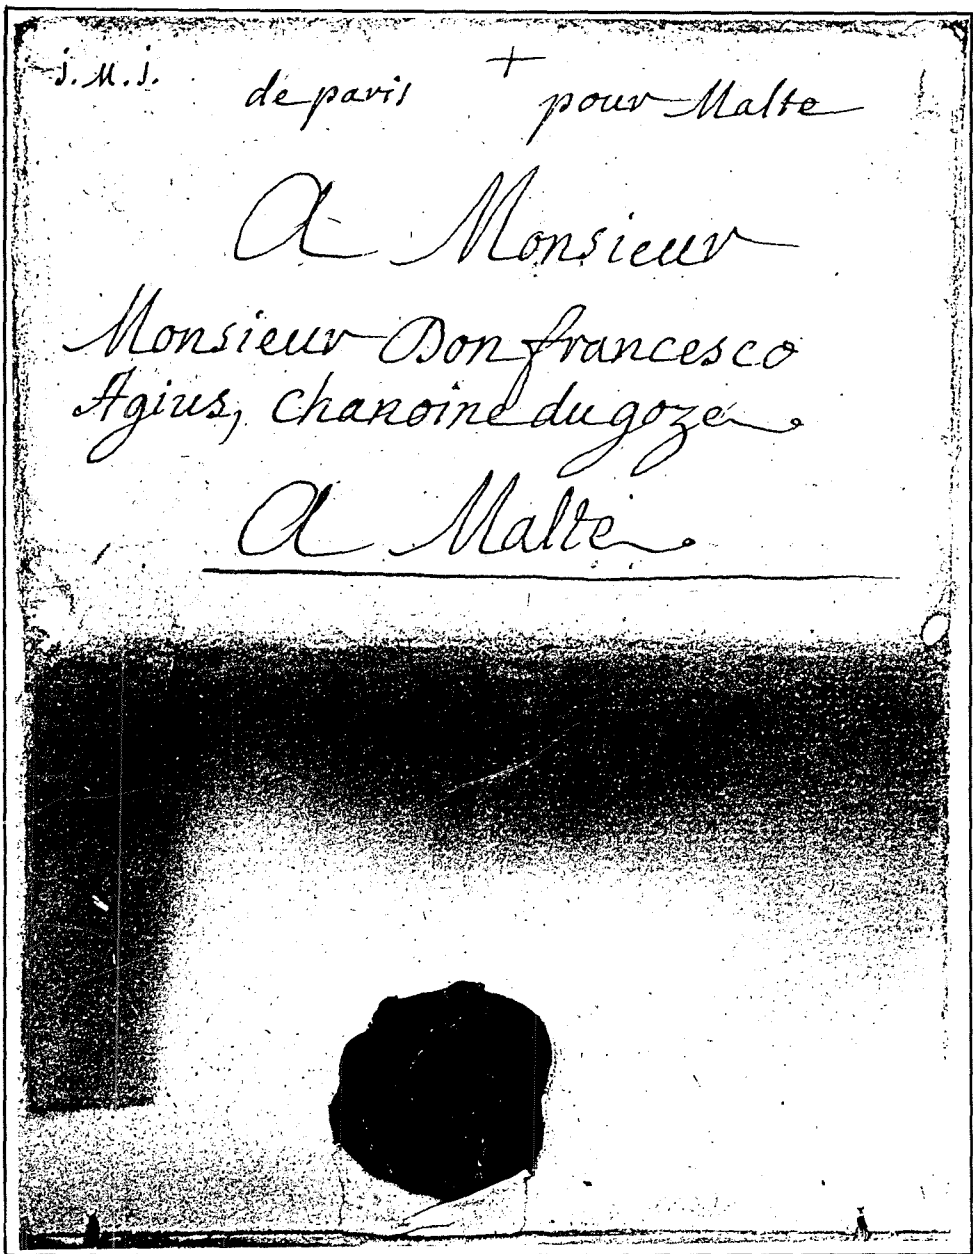 j.M.j. de paris + pour Malte
A Monsieur
Monsieur Don francesco
Agius, chanoine du goze.
A Malte.